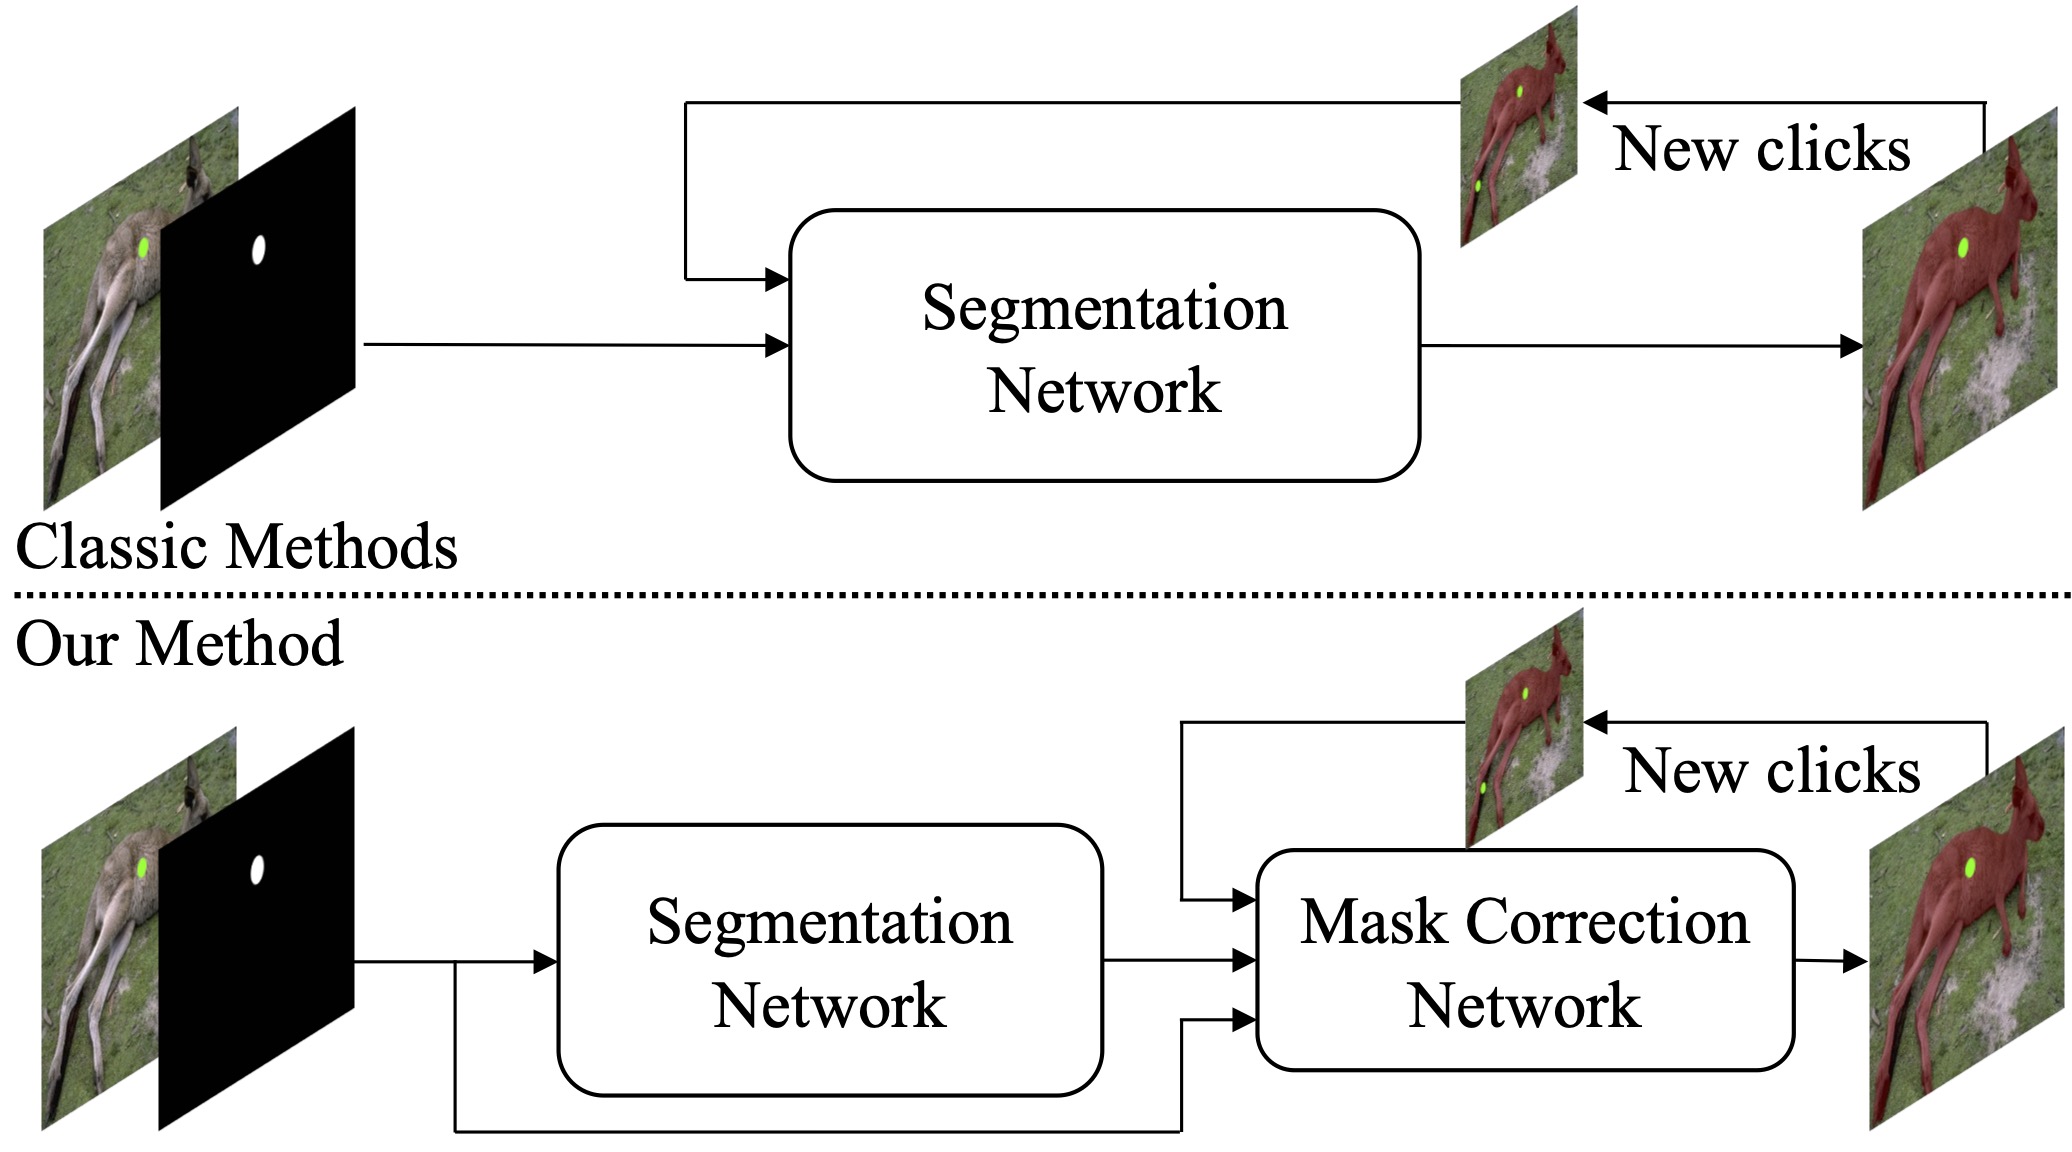 New clicks
Segmentation
Network
Classic Methods
Our Method
New clicks
Segmentation
Network
Mask Correction
Network